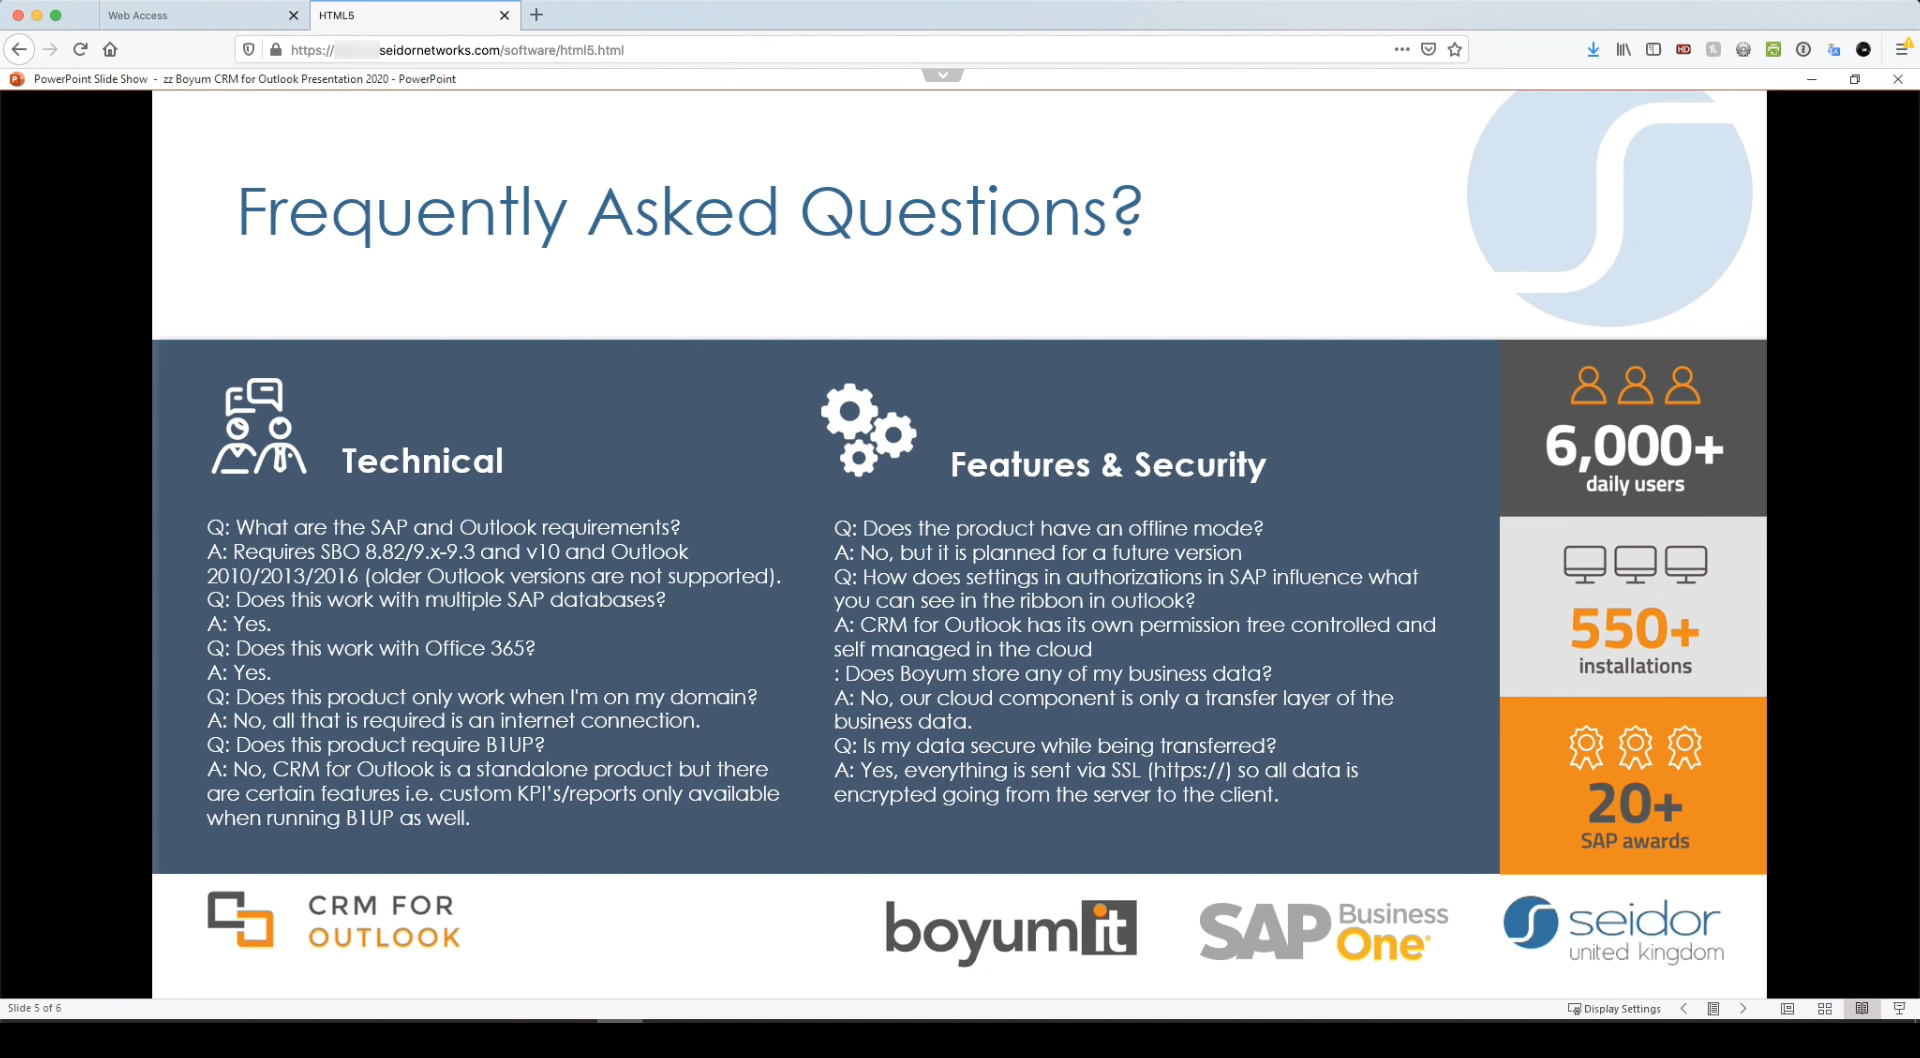 Web Access
HTML5
https:// seidornetworks.com/software/html5.html
HD
PowerPoint Slide Show - zz Boyum CRM for Outlook Presentation 2020 - PowerPoint
Frequently Asked Questions?
Technical
Q: What are the SAP and Outlook requirements?
A: Requires SBO 8.82/9.x-9.3 and v10 and Outlook
2010/2013/2016 (older Outlook versions are not supported).
Q: Does this work with multiple SAP databases?
A: Yes.
Q: Does this work with Office 365?
A: Yes.
Q: Does this product only work when I'm on my domain?
A: No, all that is required is an internet connection.
Q: Does this product require B1UP?
A: No, CRM for Outlook is a standalone product but there
are certain features i.e. custom KPI's/reports only available
when running B1UP as well.
Features & Security
Q: Does the product have an offline mode?
A: No, but it is planned for a future version
Q: How does settings in authorizations in SAP influence what
you can see in the ribbon in outlook?
A: CRM for Outlook has its own permission tree controlled and
self managed in the cloud
: Does Boyum store any of my business data?
A: No, our cloud component is only a transfer layer of the
business data.
Q: Is my data secure while being transferred?
A: Yes, everything is sent via SSL (https://) so all data is
encrypted going from the server to the client.
6,000+
daily users
550+
installations
20+
SAP awards
CRM FOR
OUTLOOK
boyum it
SAP Business
One
seidor
united kingdom
Slide 5 of 6
Display Settings